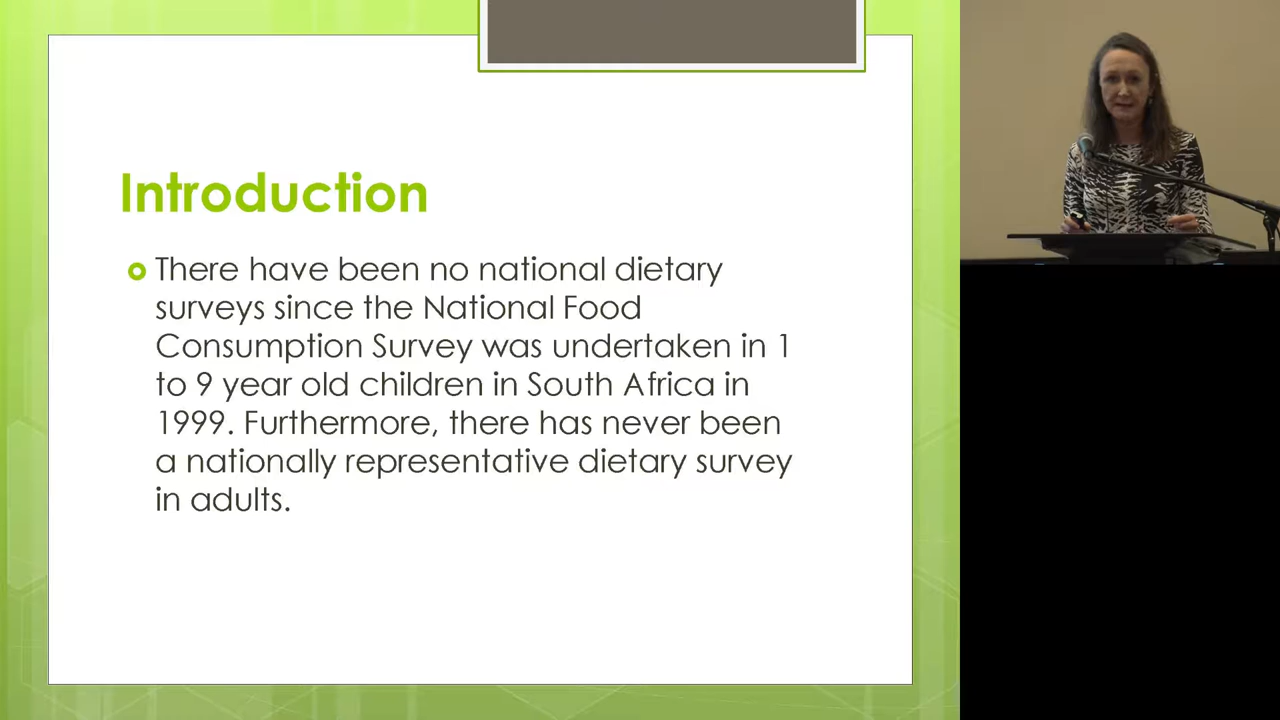 Introduction
There have been no national dietary
surveys since the National Food
Consumption Survey was undertaken in 1
to 9 year old children in South Africa in
1999. Furthermore, there has never been
a nationally representative dietary survey
in adults.